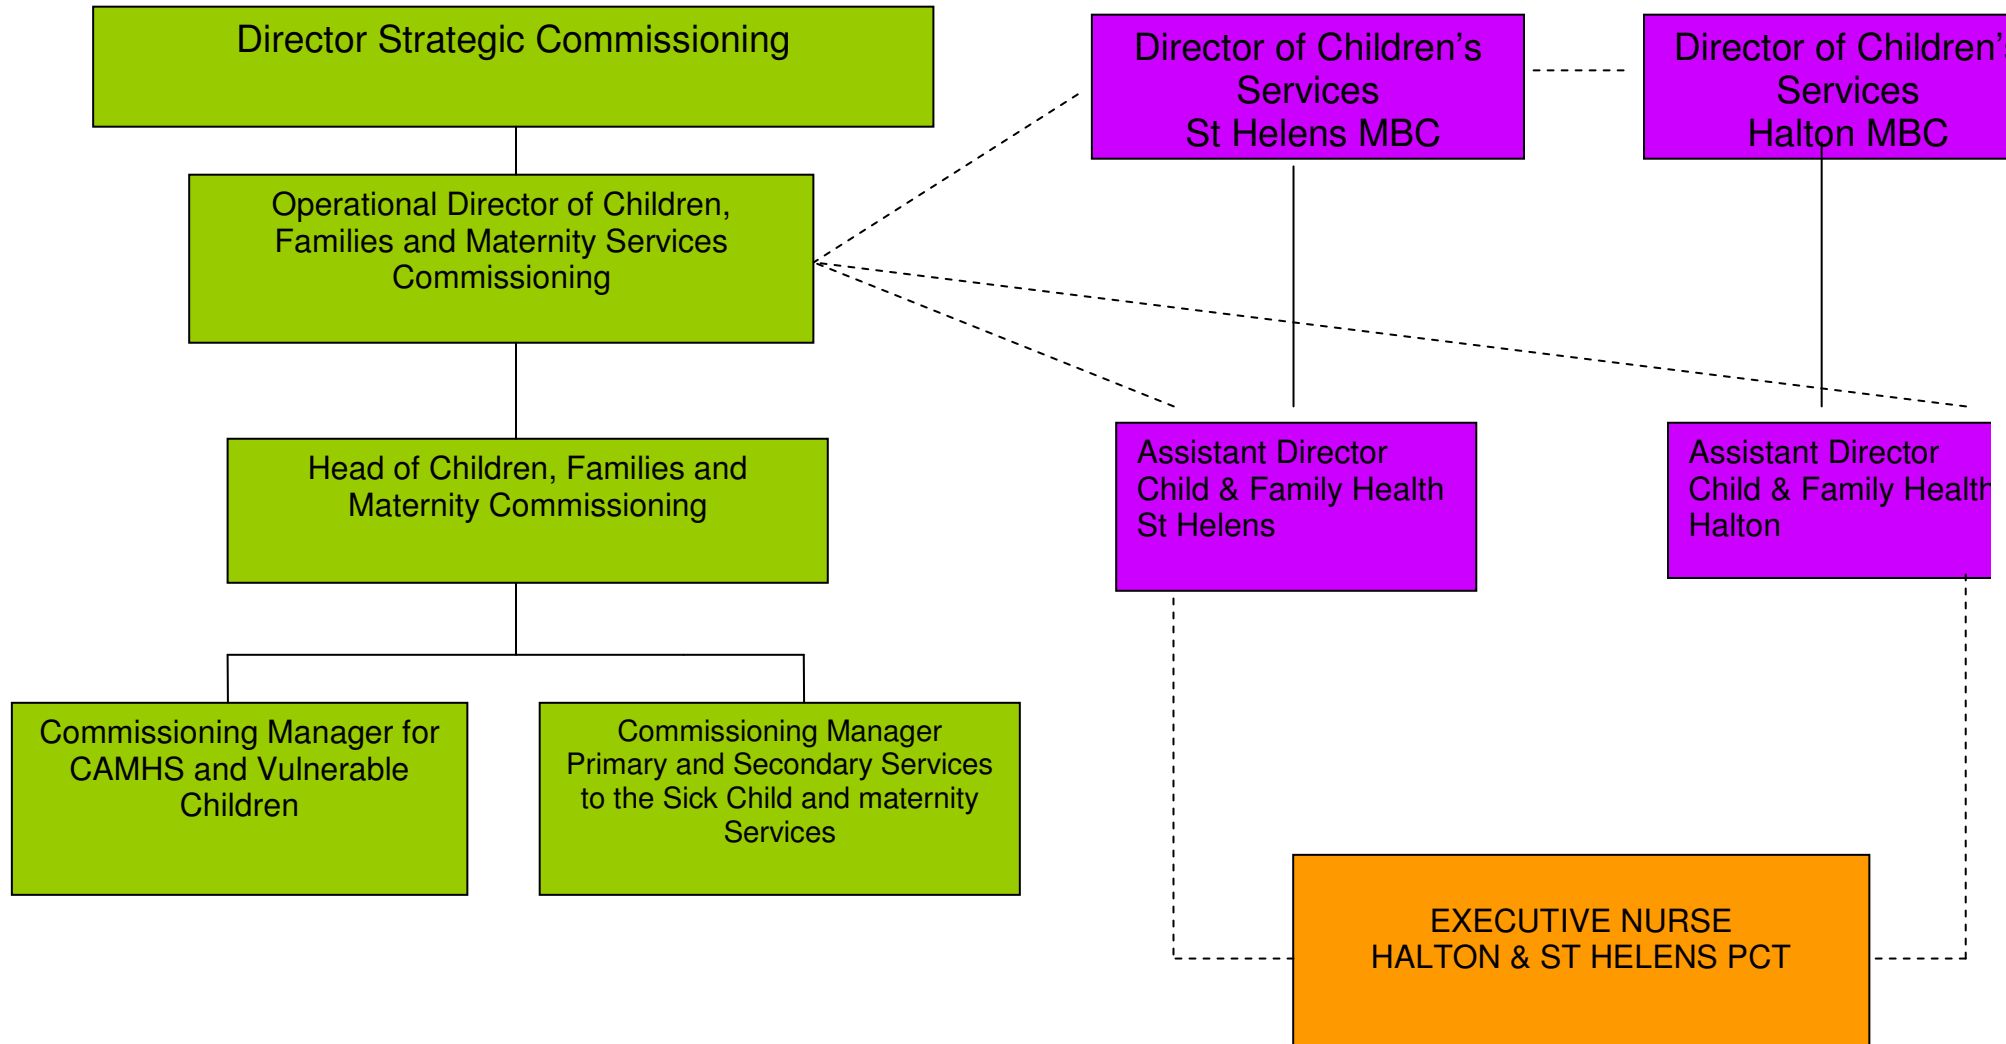 Director Strategic Commissioning
Director of Children's
Services
St Helens MBC
Director of Children's
Services
Halton MBC
Operational Director of Children,
Families and Maternity Services
Commissioning
Head of Children, Families and
Maternity Commissioning
Assistant Director
Child & Family Health
St Helens
Assistant Director
Child & Family Health
Halton
Commissioning Manager for
CAMHS and Vulnerable
Children
Commissioning Manager
Primary and Secondary Services
to the Sick Child and maternity
Services
EXECUTIVE NURSE
HALTON & ST HELENS PCT